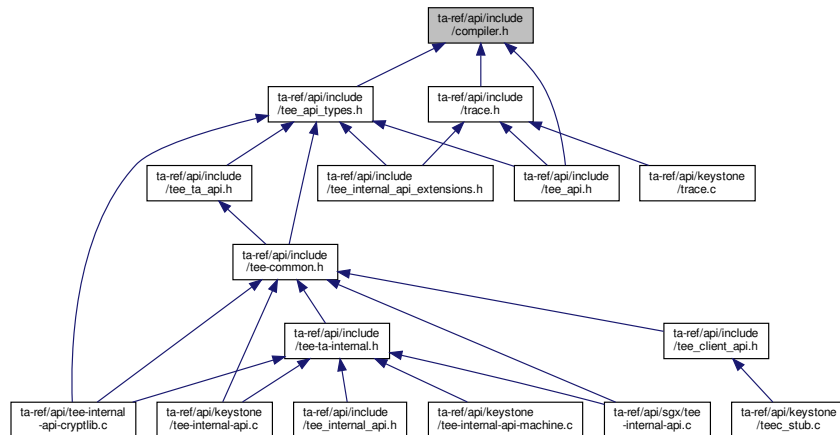 ta-ref/api/include
/compiler.h
ta-ref/api/include
/tee_api_types.h
ta-ref/api/include
/trace.h
ta-ref/api/include
/tee_ta_api.h
ta-ref/api/include
/tee_internal_api_extensions.h
ta-ref/api/include
/tee_api.h
ta-ref/api/keystone
/trace.c
ta-ref/api/include
/tee-common.h
ta-ref/api/include
/tee-ta-internal.h
ta-ref/api/include
/tee_client_api.h
ta-ref/api/tee-internal
-api-cryptlib.c
ta-ref/api/keystone
/tee-internal-api.c
ta-ref/api/include
/tee_internal_api.h
ta-ref/api/keystone
/tee-internal-api-machine.c
ta-ref/api/sgx/tee
-internal-api.c
ta-ref/api/keystone
/teec_stub.c